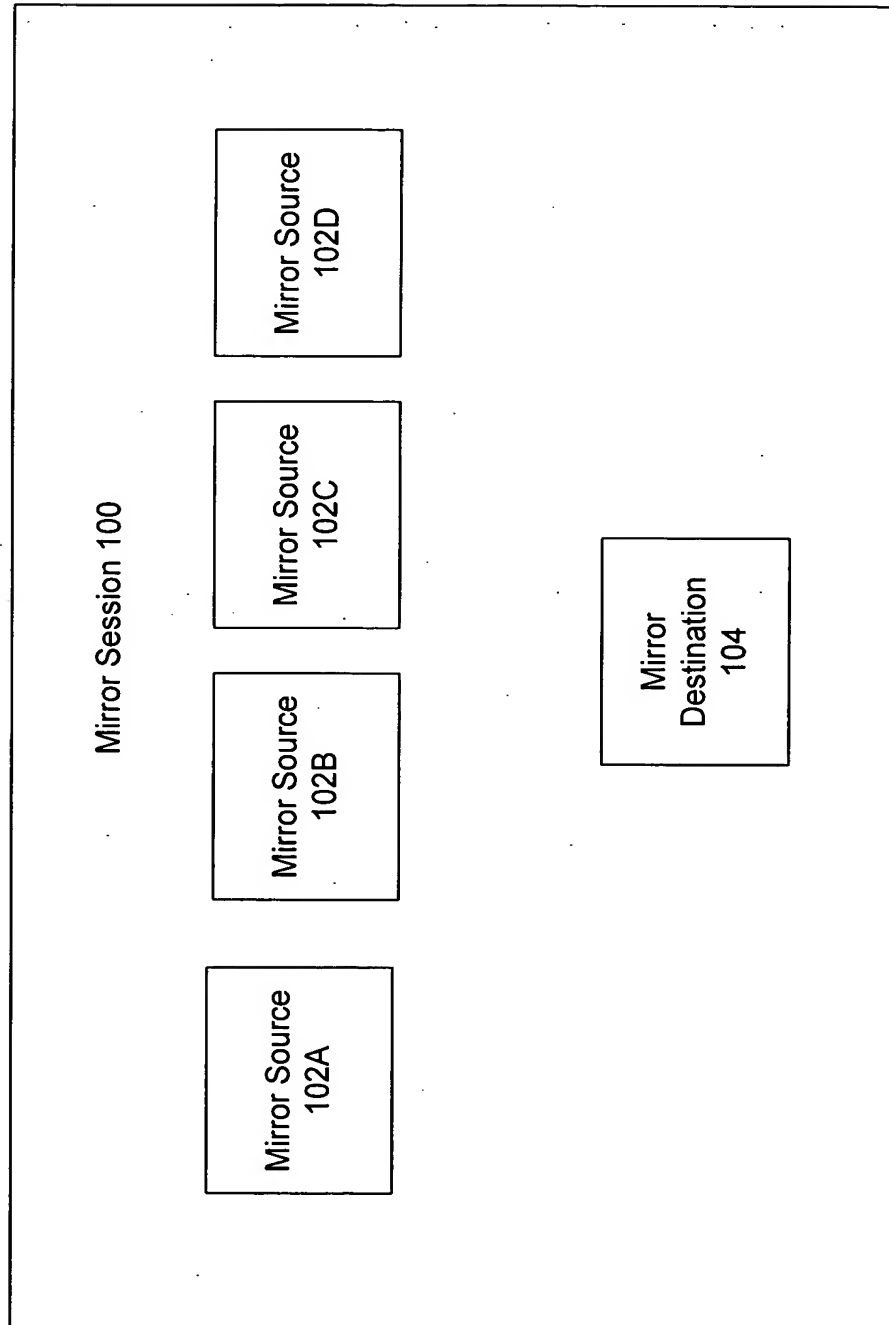 Mirror Session 100
Mirror Source
102A
Mirror Source
102B
Mirror Source
102C
Mirror Source
102D
Mirror
Destination
104